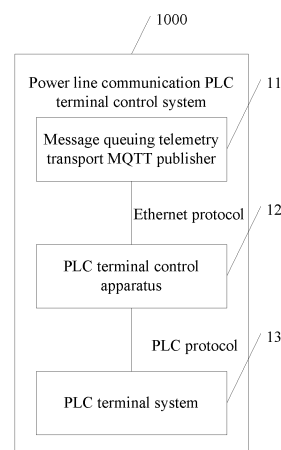 1000
Power line communication PLC
terminal control system
11
Message queuing telemetry
transport MQTT publisher
Ethernet protocol
12
PLC terminal control
apparatus
PLC protocol
13
PLC terminal system